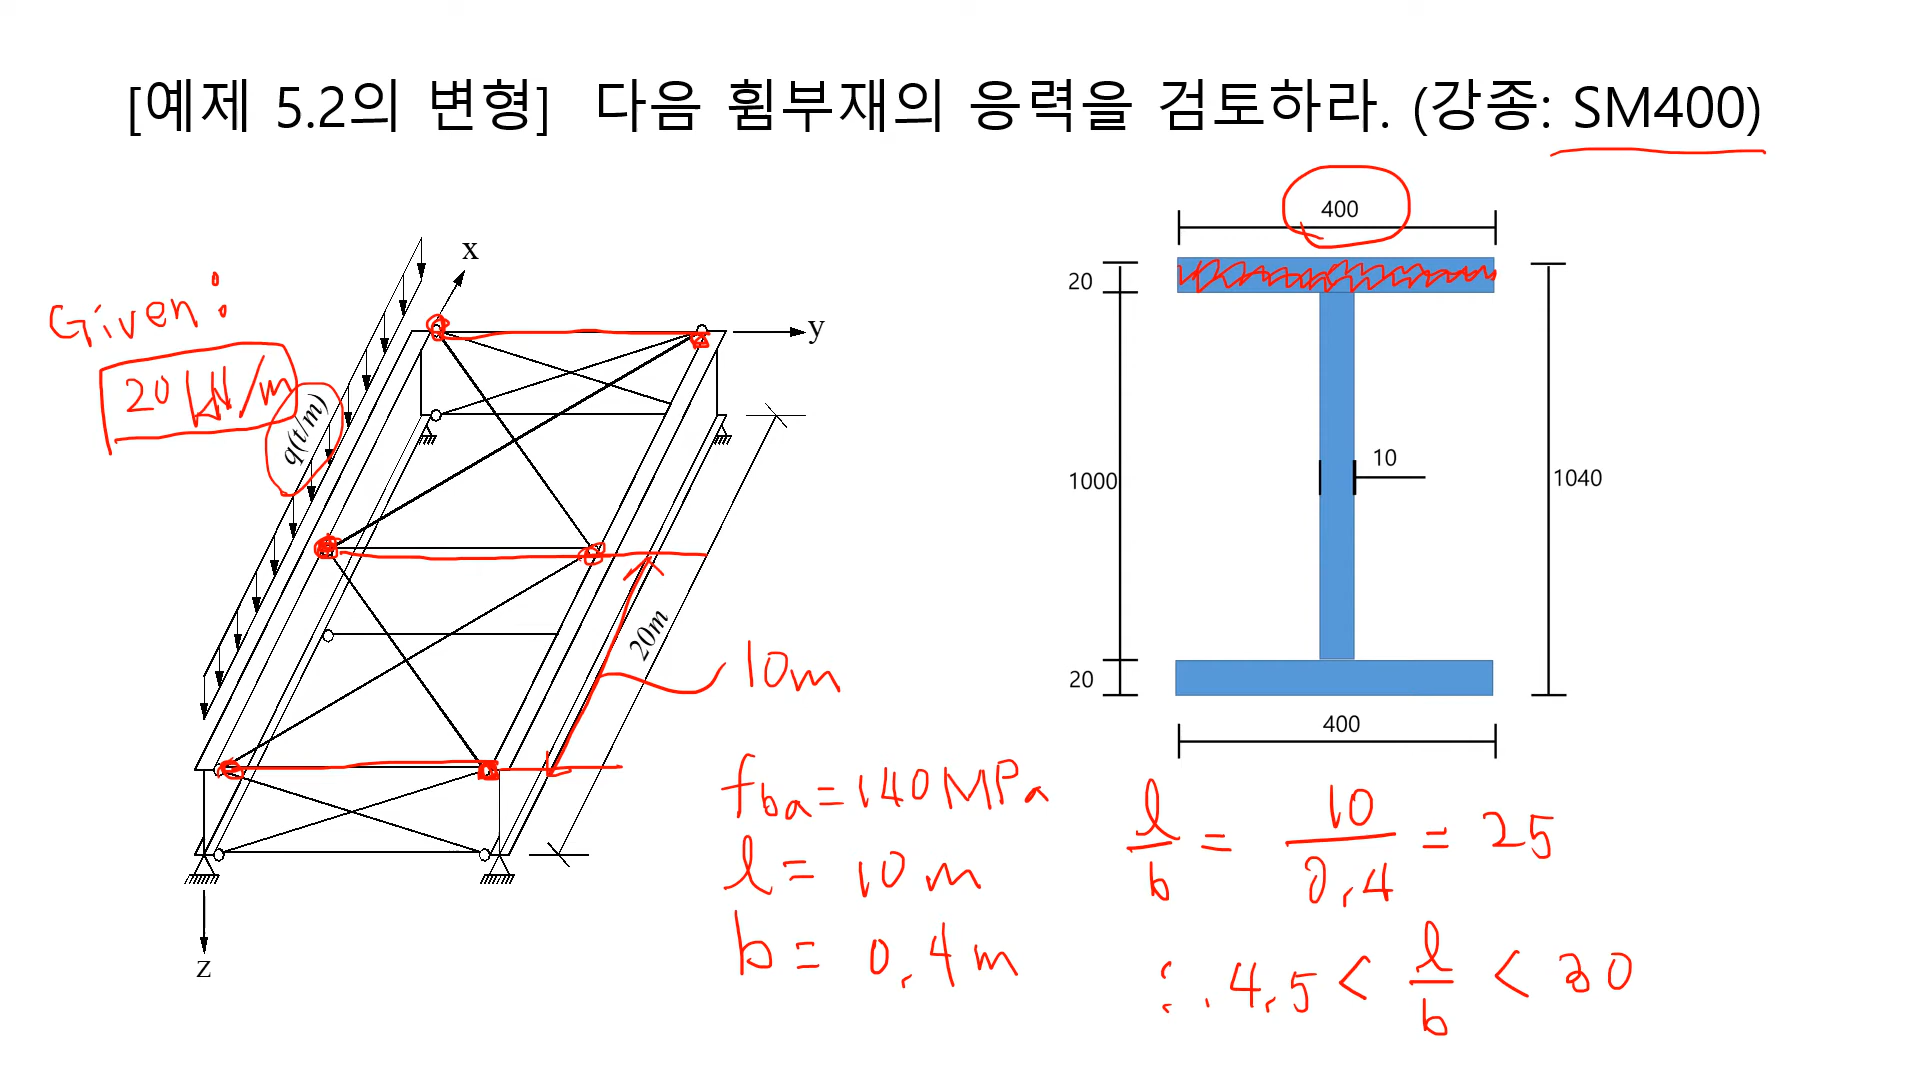 [예제 5.2의 변형] 다음 휨부재의 응력을 검토하라. (강종: SM400)
Given:
20 kN/m
q(t/m)
x
y
z
20m
10m
400
20
1000
10
1040
20
400
fba = 140 MPa
l = 10 m
b = 0.4 m
l/b = 10/0.4 = 25
∴ 4.5 < l/b < 30